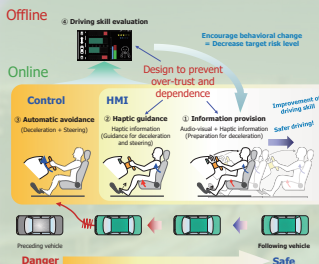 Offline
④ Driving skill evaluation
Encourage behavioral change
= Decrease target risk level
Online
Design to prevent
over-trust and
dependence
Control
HMI
Improvement of
driving skill
Safer driving!
③ Automatic avoidance
(Deceleration + Steering)
② Haptic guidance
Haptic information
(Guidance for deceleration
and steering)
① Information provision
Audio-visual + Haptic information
(Preparation for deceleration)
Preceding vehicle
Following vehicle
Danger
Safe